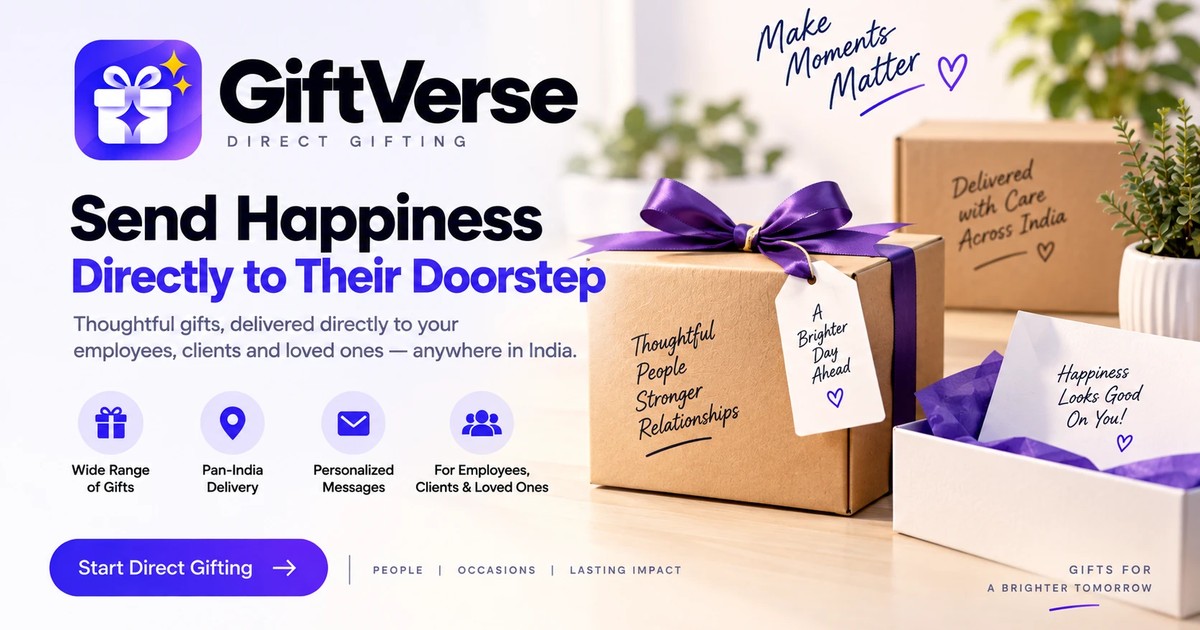 GiftVerse
DIRECT GIFTING
Send Happiness
Directly to Their Doorstep
Thoughtful gifts, delivered directly to your
employees, clients and loved ones — anywhere in India.
Wide Range
of Gifts
Pan-India
Delivery
Personalized
Messages
For Employees,
Clients & Loved Ones
Start Direct Gifting →
PEOPLE | OCCASIONS | LASTING IMPACT
Make
Moments
Matter
Delivered
with Care
Across India
Thoughtful
People
Stronger
Relationships
A
Brighter
Day
Ahead
Happiness
Looks Good
On You!
GIFTS FOR
A BRIGHTER TOMORROW